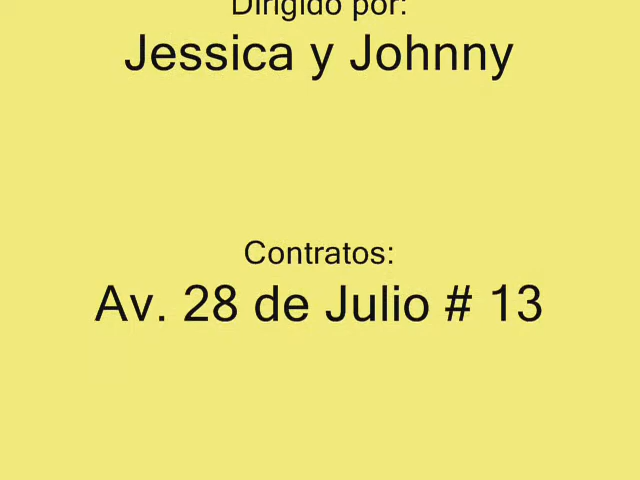 Dirigido por:
Jessica y Johnny
Contratos:
Av. 28 de Julio # 13